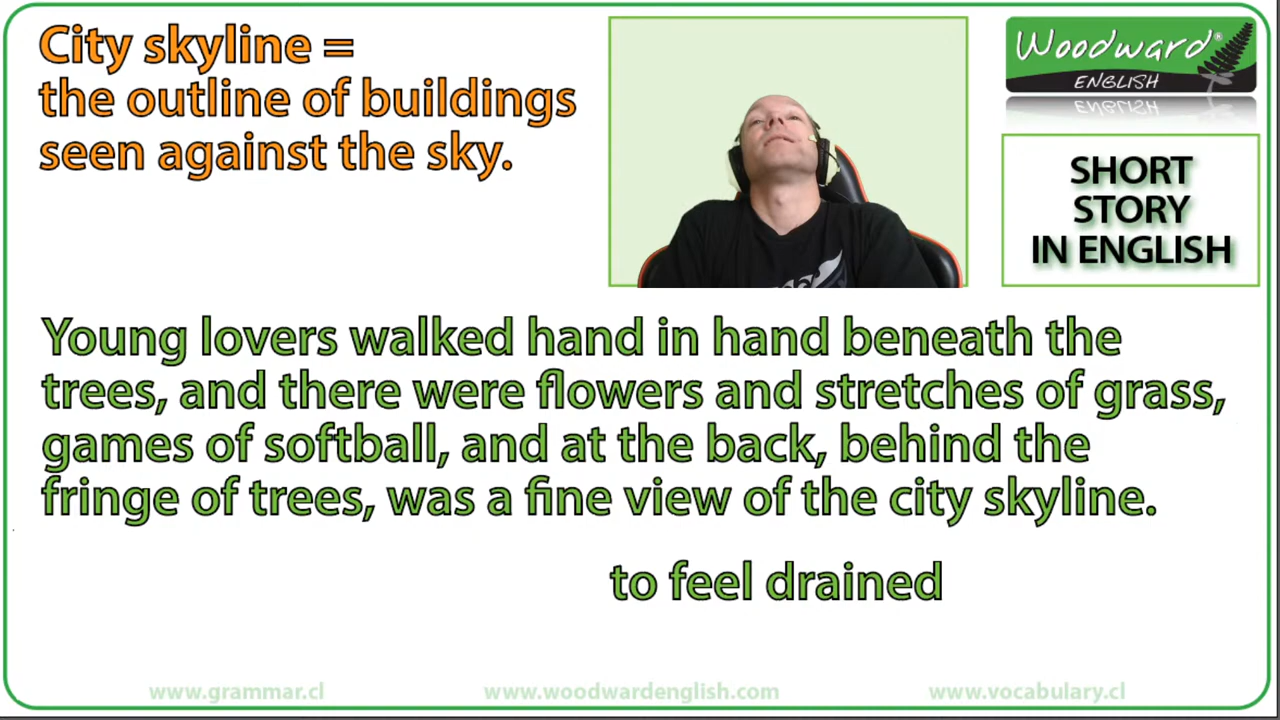 City skyline =
the outline of buildings
seen against the sky.
Woodward®
ENGLISH
SHORT
STORY
IN ENGLISH
Young lovers walked hand in hand beneath the
trees, and there were flowers and stretches of grass,
games of softball, and at the back, behind the
fringe of trees, was a fine view of the city skyline.
to feel drained
www.grammar.cl
www.woodwardenglish.com
www.vocabulary.cl